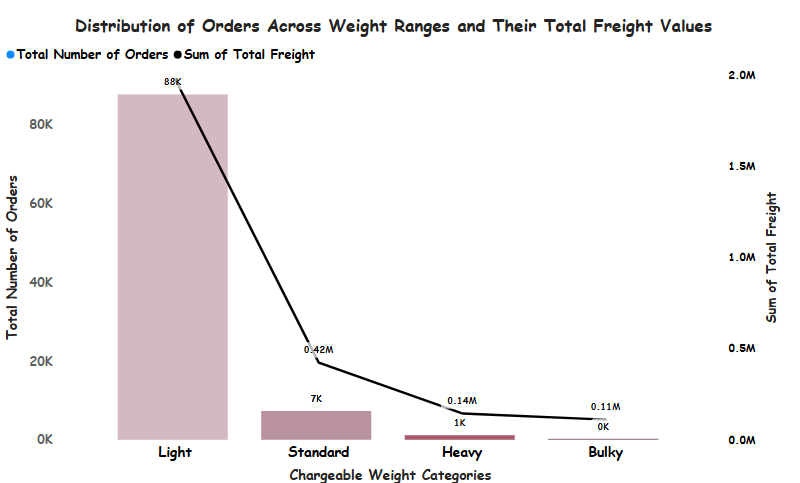 Distribution of Orders Across Weight Ranges and Their Total Freight Values
Total Number of Orders Sum of Total Freight
Total Number of Orders
80K
60K
40K
20K
0K
88K
7K
1K
0K
0.42M
0.14M
0.11M
2.0M
1.5M
1.0M
0.5M
0.0M
Sum of Total Freight
Light Standard Heavy Bulky
Chargeable Weight Categories